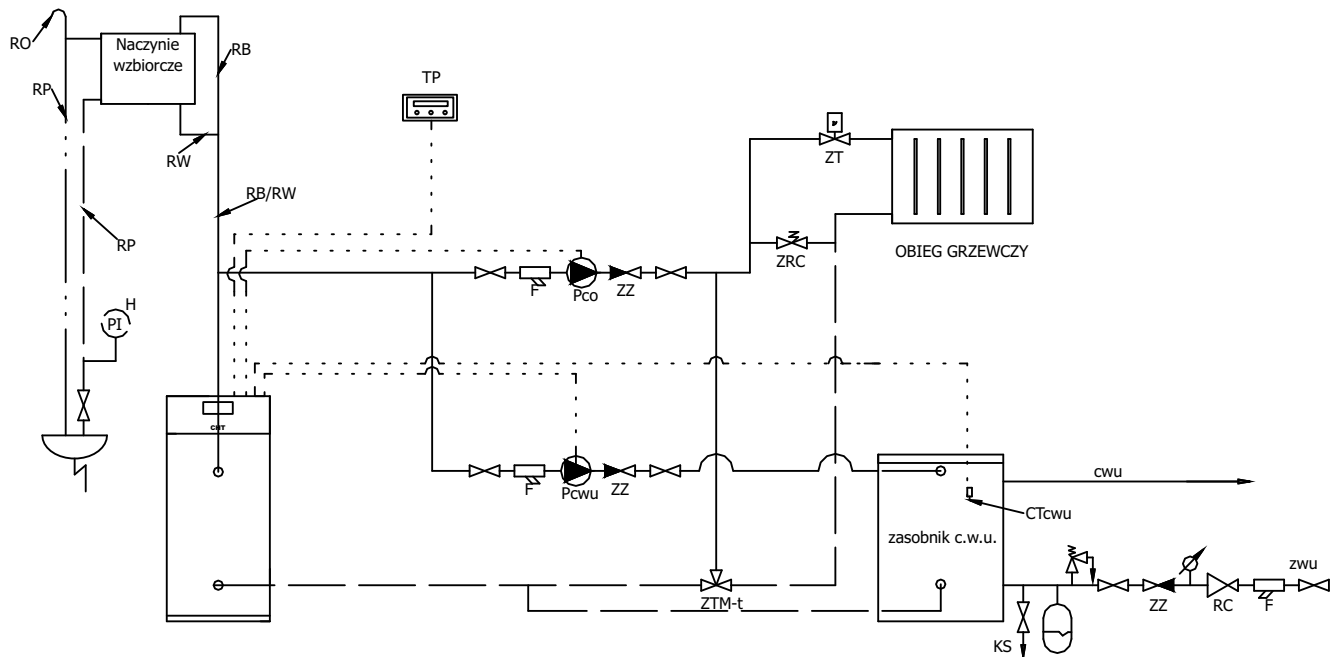 RO
Naczynie
wzbiorcze
RB
RP
RW
TP
ZT
RB/RW
RP
ZRC
OBIEG GRZEWCZY
F
Pco
ZZ
H
PI
CHT
F
Pcwu
ZZ
cwu
CTcwu
zasobnik c.w.u.
ZTM-t
KS
ZZ
RC
F
zwu